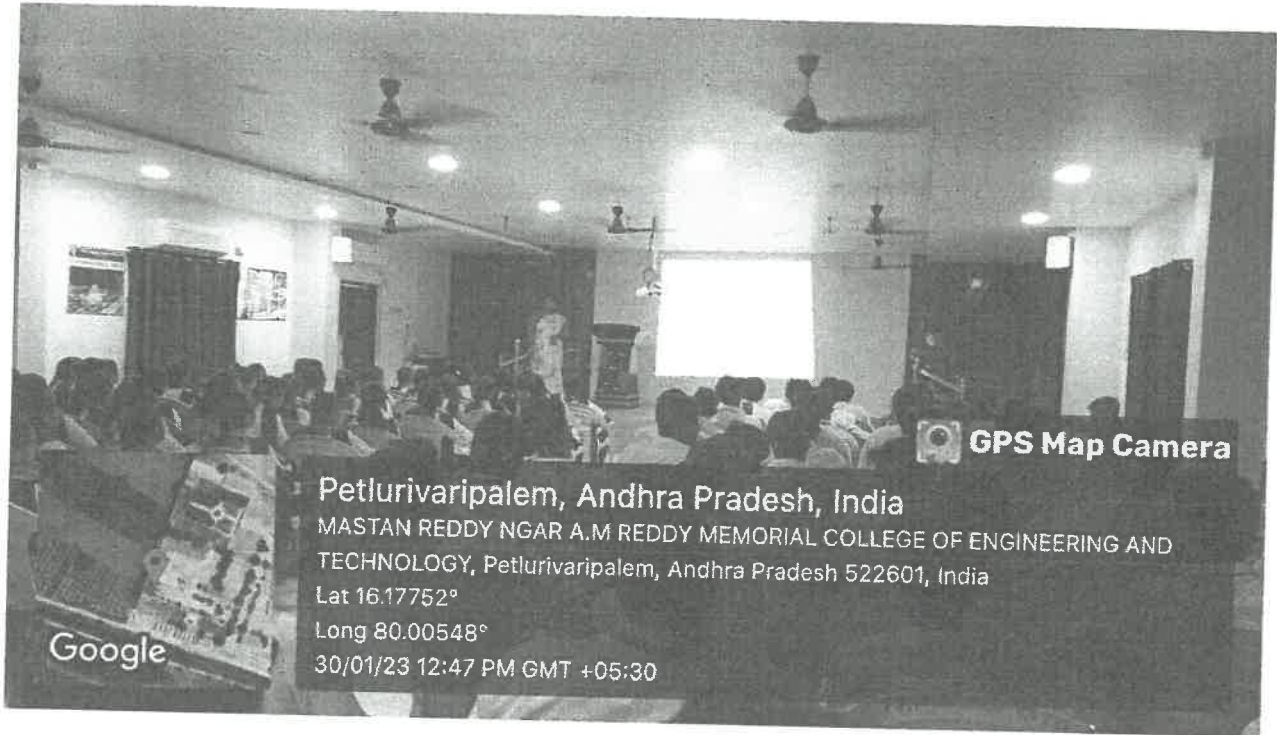 GPS Map Camera
Petlurivaripalem, Andhra Pradesh, India
MASTAN REDDY NGAR A.M REDDY MEMORIAL COLLEGE OF ENGINEERING AND
TECHNOLOGY, Petlurivaripalem, Andhra Pradesh 522601, India
Lat 16.17752°
Long 80.00548°
30/01/23 12:47 PM GMT +05:30
Google